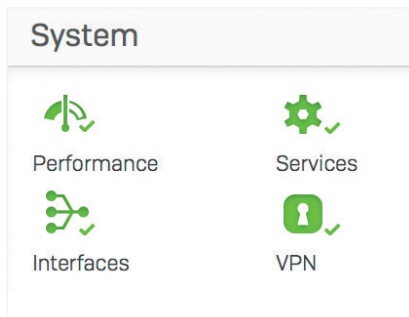 System
Performance
Services
Interfaces
VPN